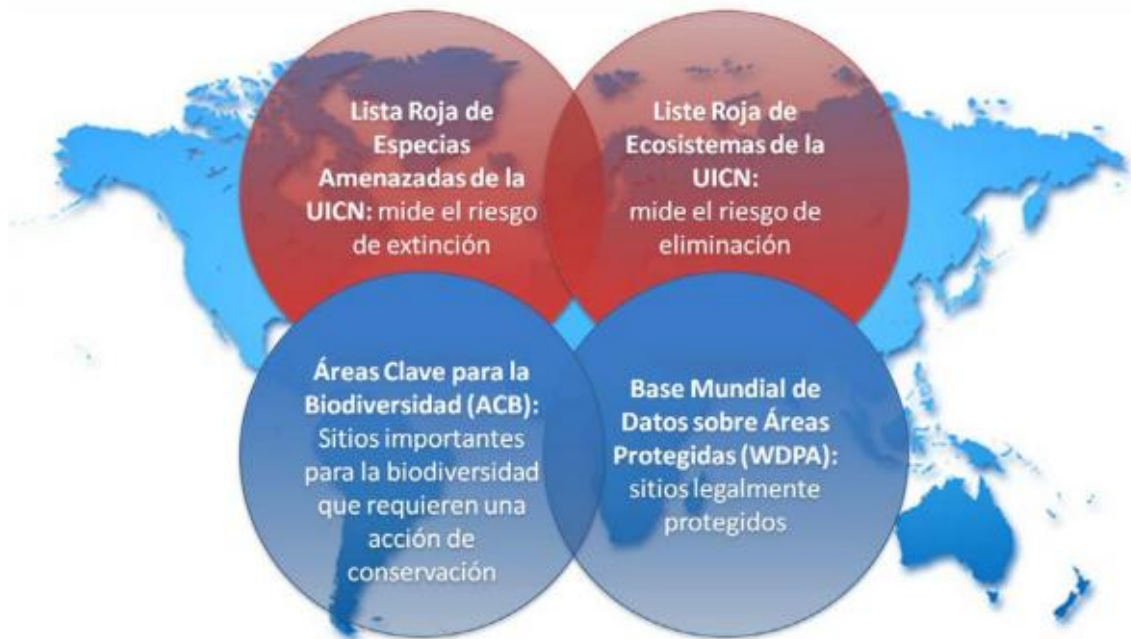 Lista Roja de
Especias
Amenazadas de la
UICN: mide el riesgo
de extinción
Liste Roja de
Ecosistemas de la
UICN:
mide el riesgo de
eliminación
Áreas Clave para la
Biodiversidad (ACB):
Sitios importantes
para la biodiversidad
que requieren una
acción de
conservación
Base Mundial de
Datos sobre Áreas
Protegidas (WDPA):
sitios legalmente
protegidos